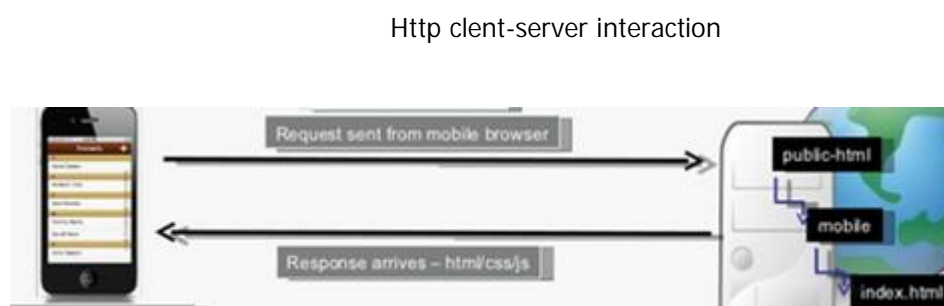 Http clent-server interaction
Request sent from mobile browser
public-html
mobile
Response arrives – html/css/js
index.html